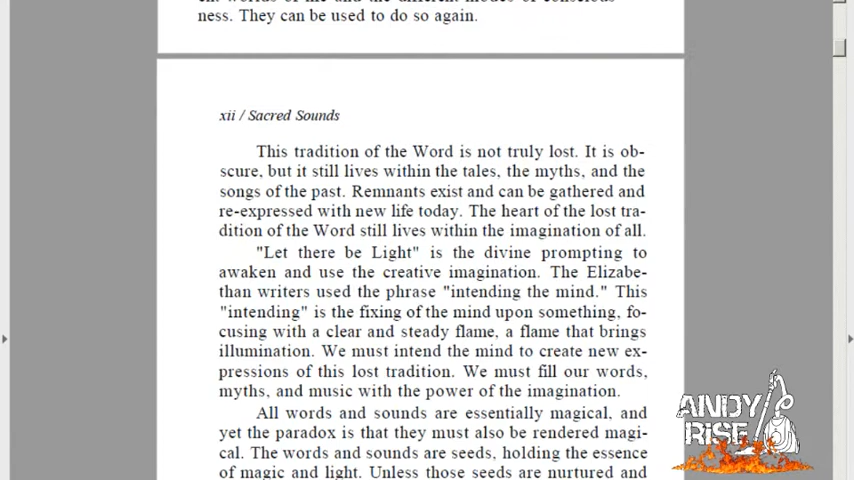 ness. They can be used to do so again.
xii / Sacred Sounds
This tradition of the Word is not truly lost. It is ob-
scure, but it still lives within the tales, the myths, and the
songs of the past. Remnants exist and can be gathered and
re-expressed with new life today. The heart of the lost tra-
dition of the Word still lives within the imagination of all.
"Let there be Light" is the divine prompting to
awaken and use the creative imagination. The Elizabe-
than writers used the phrase "intending the mind." This
"intending" is the fixing of the mind upon something, fo-
cusing with a clear and steady flame, a flame that brings
illumination. We must intend the mind to create new ex-
pressions of this lost tradition. We must fill our words,
myths, and music with the power of the imagination.
All words and sounds are essentially magical, and
yet the paradox is that they must also be rendered magi-
cal. The words and sounds are seeds, holding the essence
of magic and light. Unless those seeds are nurtured and
ANDY
RISE